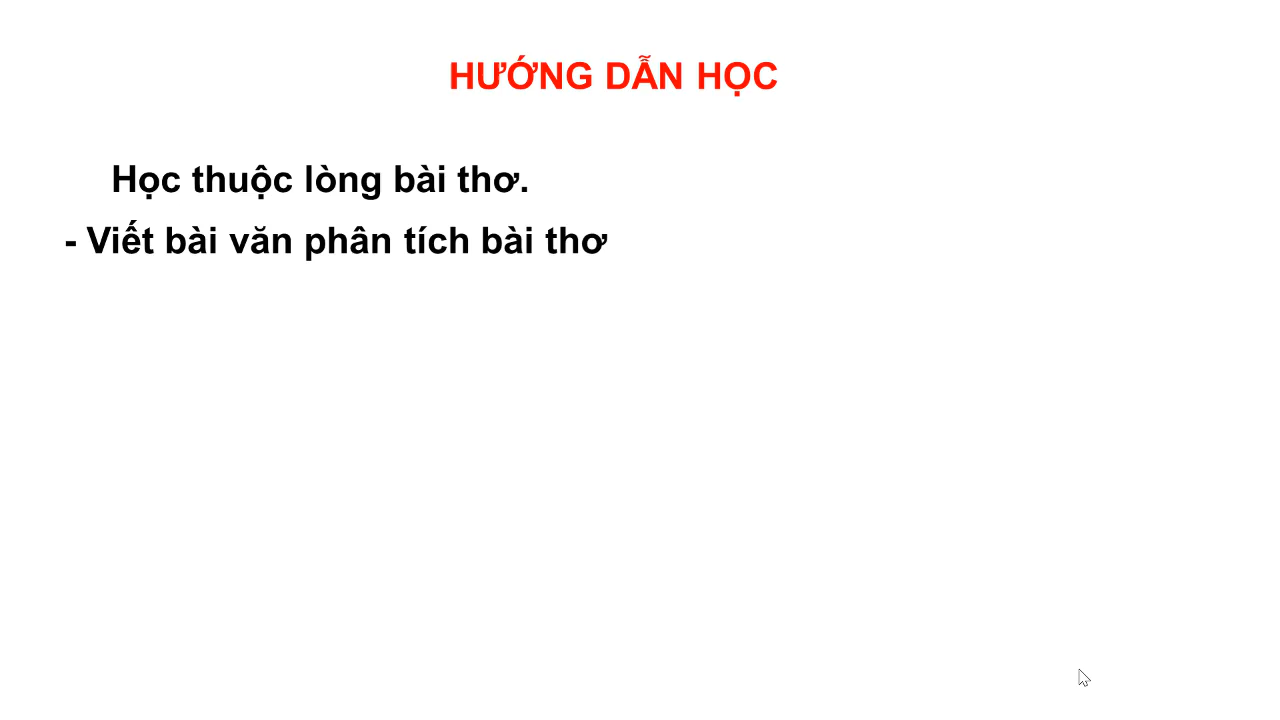 HƯỚNG DẪN HỌC
Học thuộc lòng bài thơ.
- Viết bài văn phân tích bài thơ